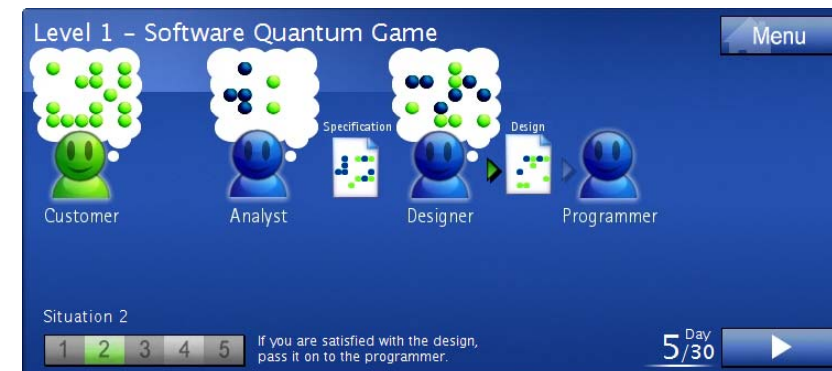 Level 1 – Software Quantum Game
Menu
Specification
Design
Customer
Analyst
Designer
Programmer
Situation 2
1 2 3 4 5
If you are satisfied with the design,
pass it on to the programmer.
Day
5/30